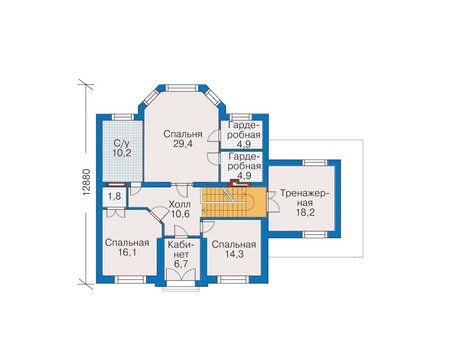 С/у
10,2
Спальня
29,4
Гарде-
робная
4,9
Гарде-
робная
4,9
12880
1,8
Холл
10,6
Тренажер-
ная
18,2
Спальная
16,1
Каби-
нет
6,7
Спальная
14,3